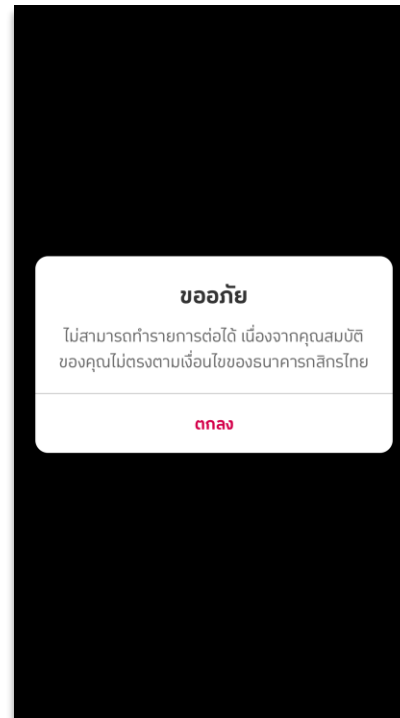 ขออภัย
ไม่สามารถทำรายการต่อได้ เนื่องจากคุณสมบัติ
ของคุณไม่ตรงตามเงื่อนไขของธนาคารกสิกรไทย
ตกลง